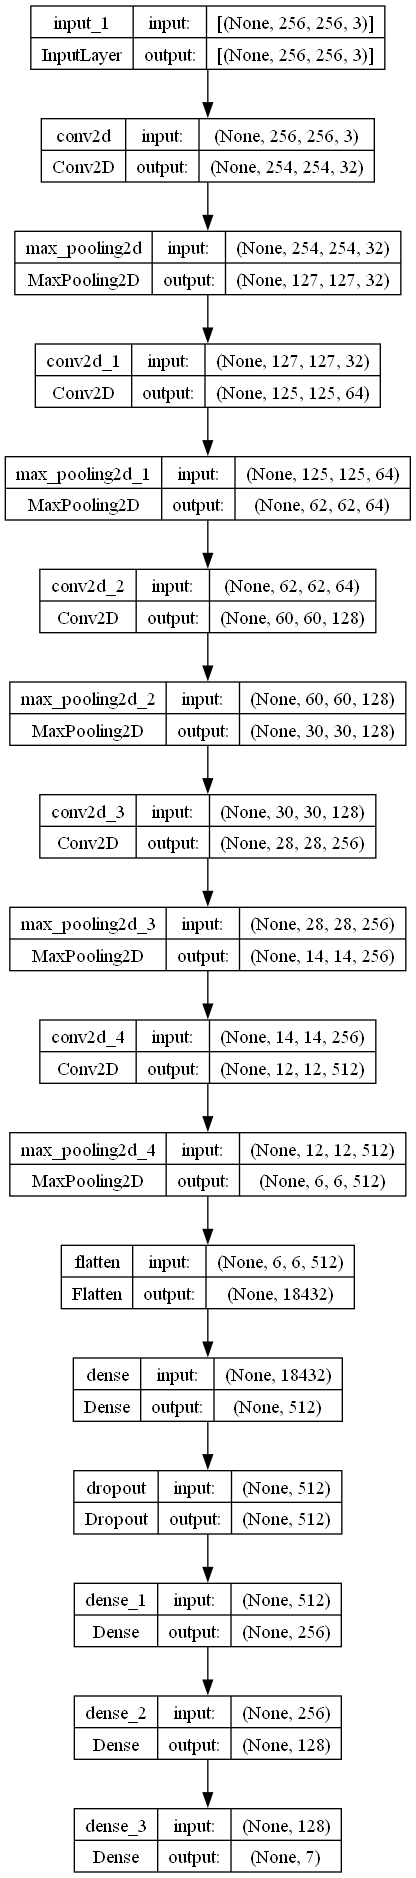 input_1 input: [(None, 256, 256, 3)]
InputLayer output: [(None, 256, 256, 3)]
conv2d input: (None, 256, 256, 3)
Conv2D output: (None, 254, 254, 32)
max_pooling2d input: (None, 254, 254, 32)
MaxPooling2D output: (None, 127, 127, 32)
conv2d_1 input: (None, 127, 127, 32)
Conv2D output: (None, 125, 125, 64)
max_pooling2d_1 input: (None, 125, 125, 64)
MaxPooling2D output: (None, 62, 62, 64)
conv2d_2 input: (None, 62, 62, 64)
Conv2D output: (None, 60, 60, 128)
max_pooling2d_2 input: (None, 60, 60, 128)
MaxPooling2D output: (None, 30, 30, 128)
conv2d_3 input: (None, 30, 30, 128)
Conv2D output: (None, 28, 28, 256)
max_pooling2d_3 input: (None, 28, 28, 256)
MaxPooling2D output: (None, 14, 14, 256)
conv2d_4 input: (None, 14, 14, 256)
Conv2D output: (None, 12, 12, 512)
max_pooling2d_4 input: (None, 12, 12, 512)
MaxPooling2D output: (None, 6, 6, 512)
flatten input: (None, 6, 6, 512)
Flatten output: (None, 18432)
dense input: (None, 18432)
Dense output: (None, 512)
dropout input: (None, 512)
Dropout output: (None, 512)
dense_1 input: (None, 512)
Dense output: (None, 256)
dense_2 input: (None, 256)
Dense output: (None, 128)
dense_3 input: (None, 128)
Dense output: (None, 7)